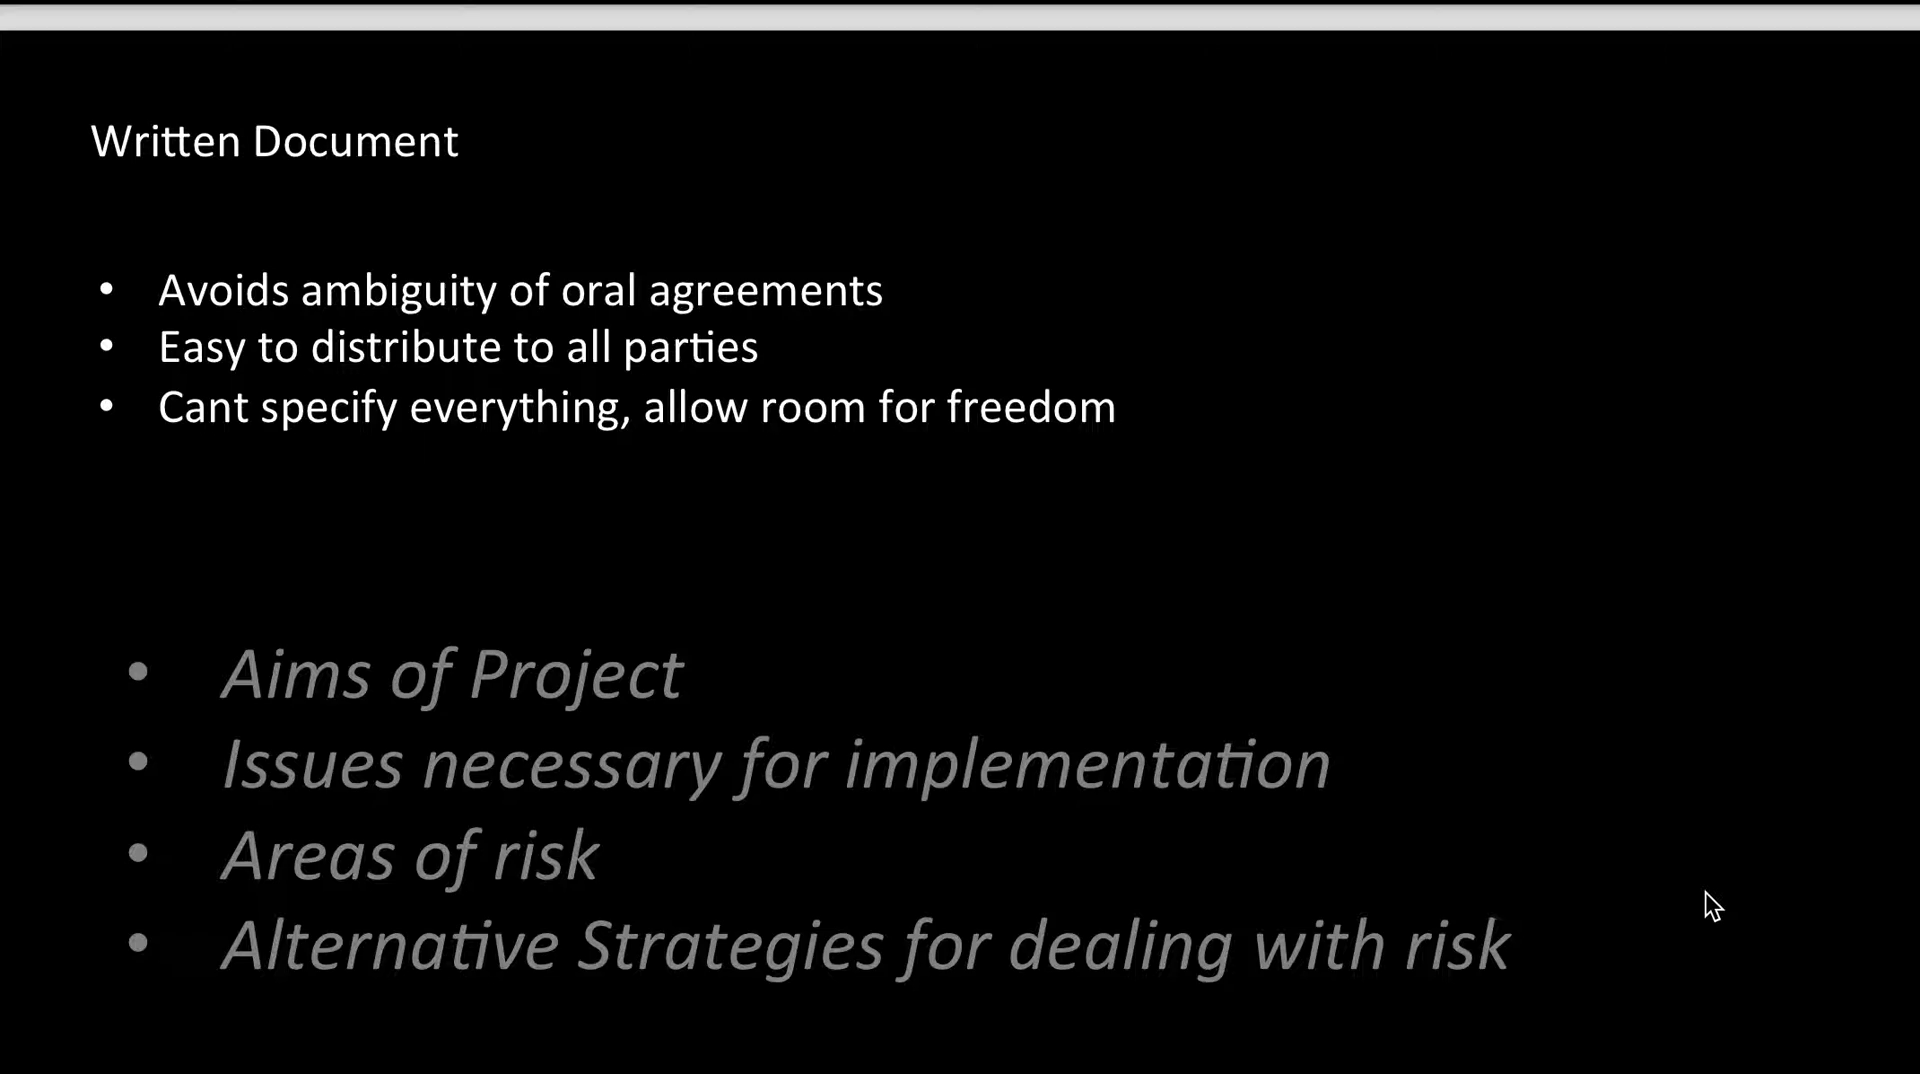 Written Document
• Avoids ambiguity of oral agreements
• Easy to distribute to all parties
• Cant specify everything, allow room for freedom
• Aims of Project
• Issues necessary for implementation
• Areas of risk
• Alternative Strategies for dealing with risk